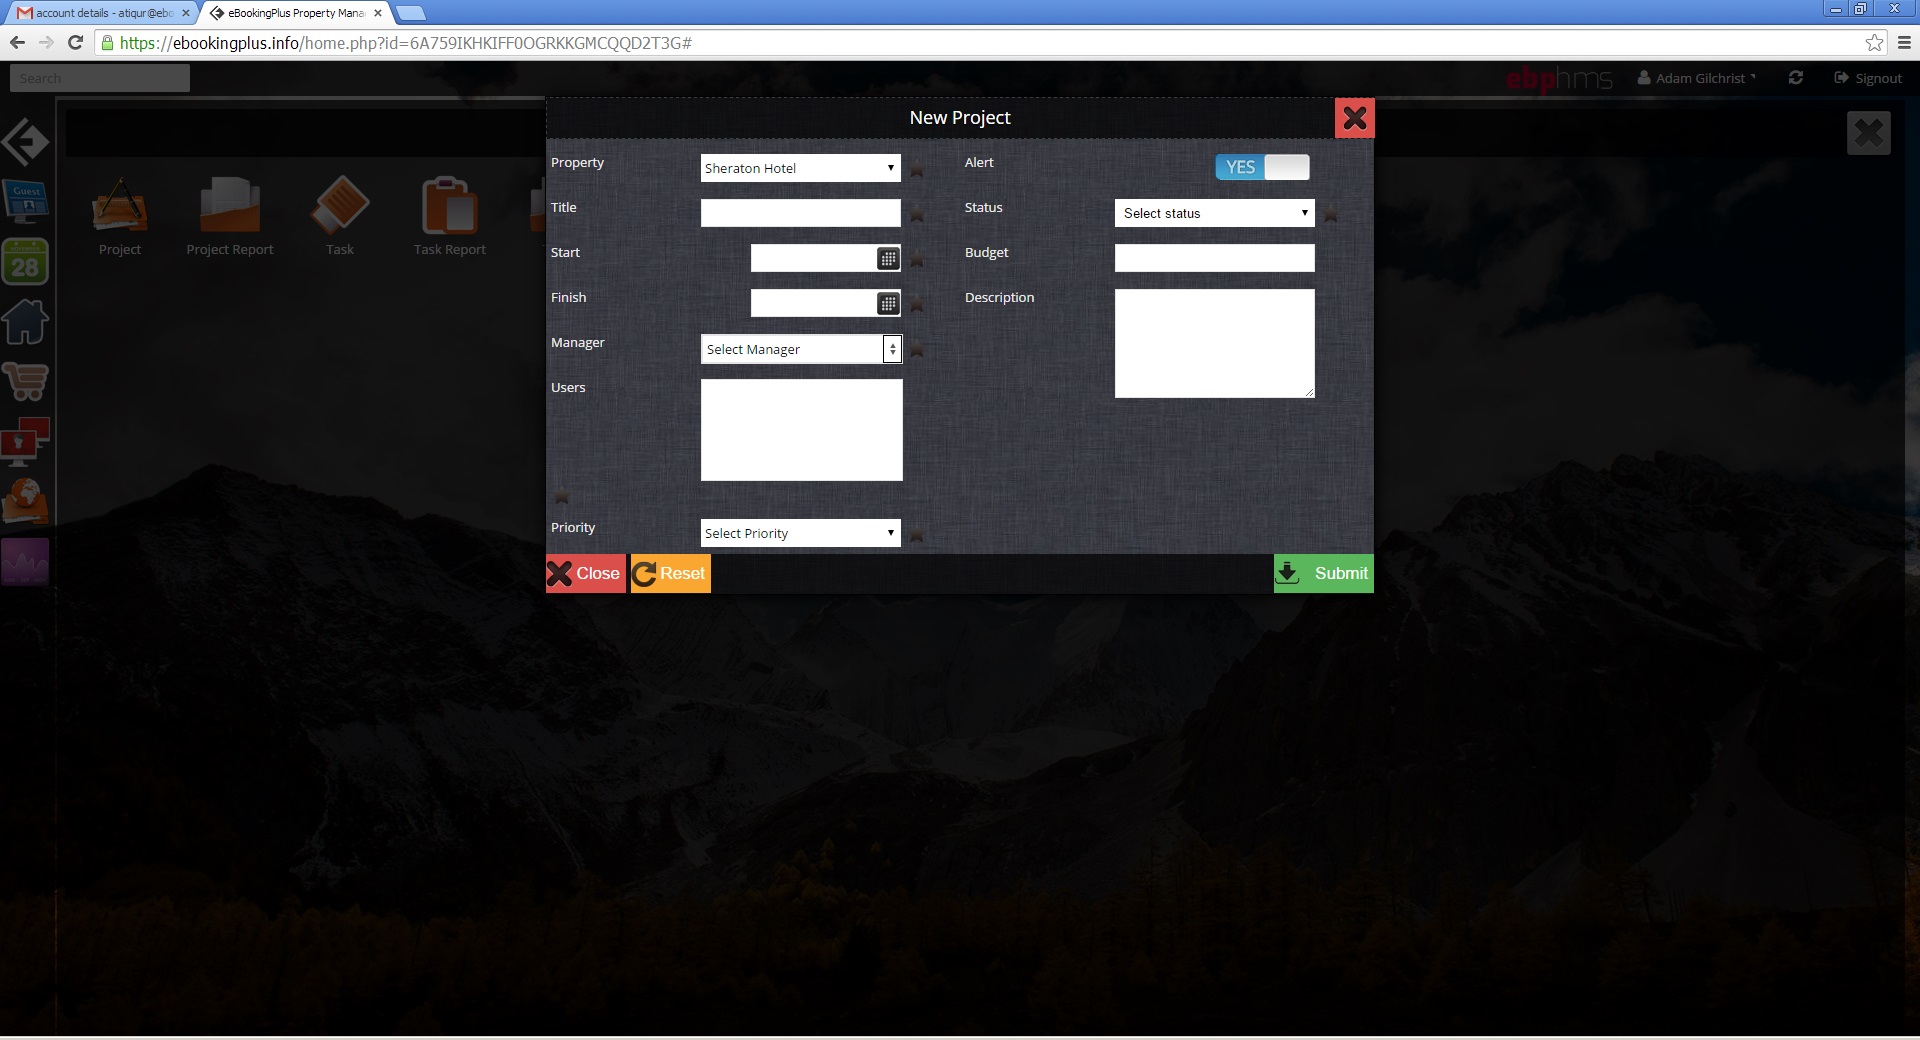 account details - atiqur@ebo
eBookingPlus Property Mana
https://ebookingplus.info/home.php?id=6A759IKHKIFF0OGRKKGMCQQD2T3G#
Search
ebphms
Adam Gilchrist
Signout
New Project
Property
Sheraton Hotel
Alert
YES
Guest
Title
Status
Select status
Project
Project Report
Task
Task Report
Start
Budget
NOVEMBER
28
Finish
Description
Manager
Select Manager
Users
Priority
Select Priority
Close
Reset
Submit